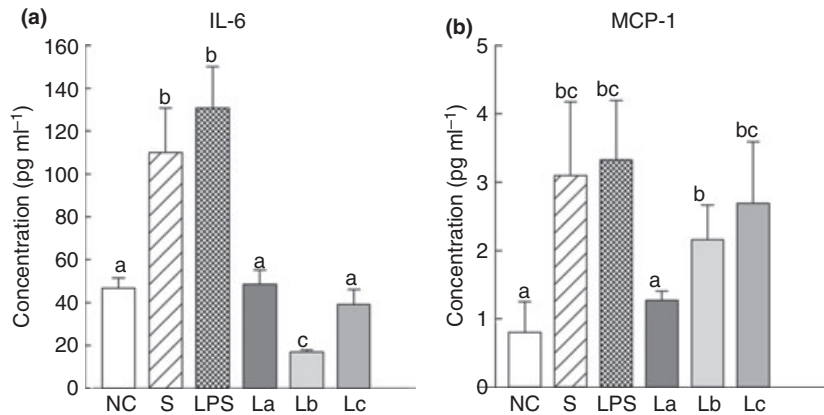 (a) IL-6
Concentration (pg ml⁻¹)
160
140
120
100
80
60
40
20
0
a
b
b
a
c
a
NC S LPS La Lb Lc
(b) MCP-1
Concentration (pg ml⁻¹)
5
4
3
2
1
0
a
bc
bc
a
b
bc
NC S LPS La Lb Lc